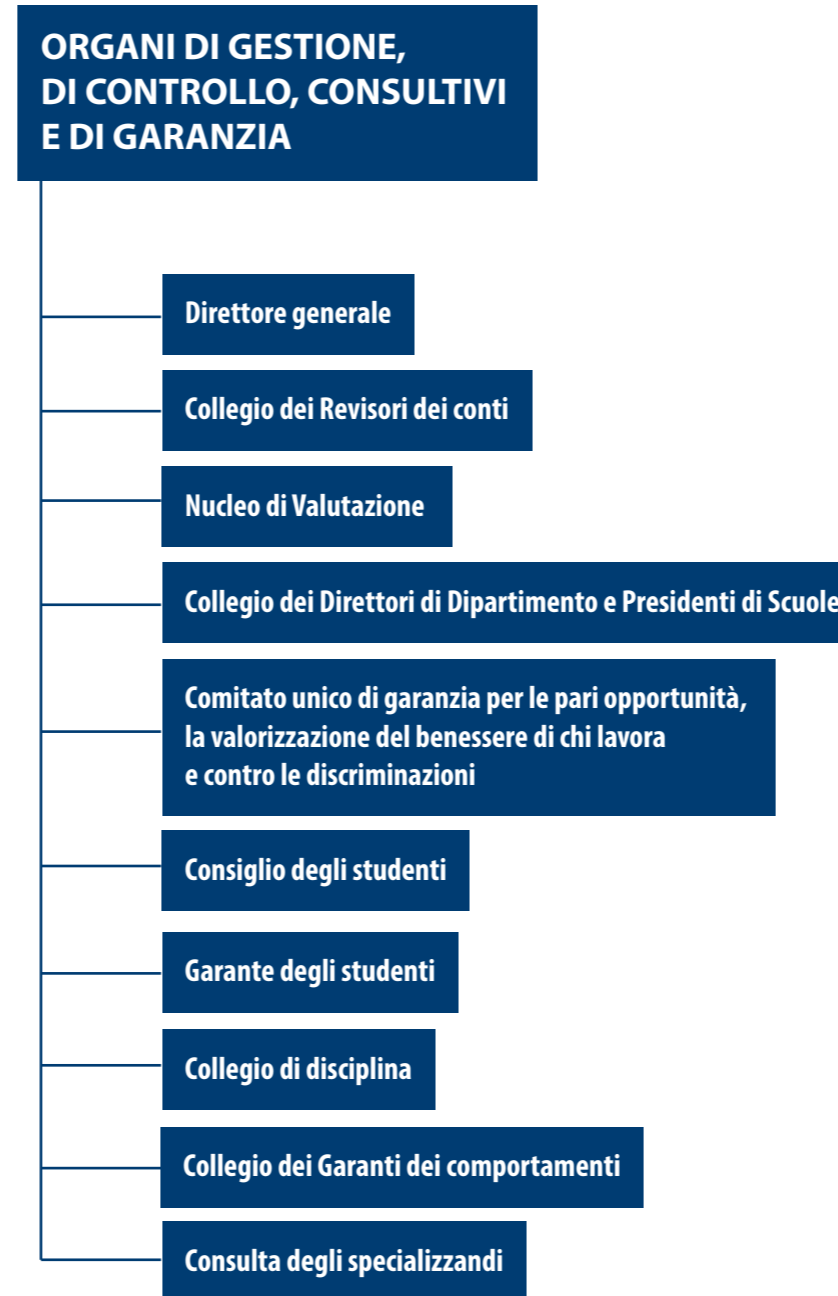 ORGANI DI GESTIONE,
DI CONTROLLO, CONSULTIVI
E DI GARANZIA
Direttore generale
Collegio dei Revisori dei conti
Nucleo di Valutazione
Collegio dei Direttori di Dipartimento e Presidenti di Scuole
Comitato unico di garanzia per le pari opportunità,
la valorizzazione del benessere di chi lavora
e contro le discriminazioni
Consiglio degli studenti
Garante degli studenti
Collegio di disciplina
Collegio dei Garanti dei comportamenti
Consulta degli specializzandi